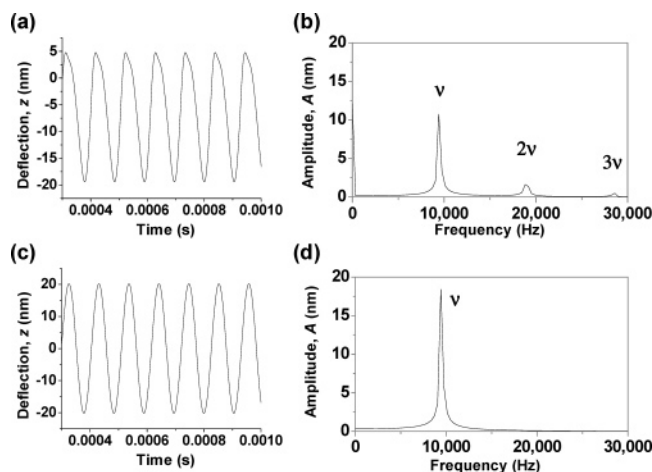 (a)
5
0
-5
-10
-15
-20
Deflection, z (nm)
0.0004 0.0006 0.0008 0.0010
Time (s)
(b)
20
15
10
5
0
Amplitude, A (nm)
ν
2ν
3ν
0 10,000 20,000 30,000
Frequency (Hz)
(c)
20
10
0
-10
-20
Deflection, z (nm)
0.0004 0.0006 0.0008 0.0010
Time (s)
(d)
20
15
10
5
0
Amplitude, A (nm)
ν
0 10,000 20,000 30,000
Frequency (Hz)